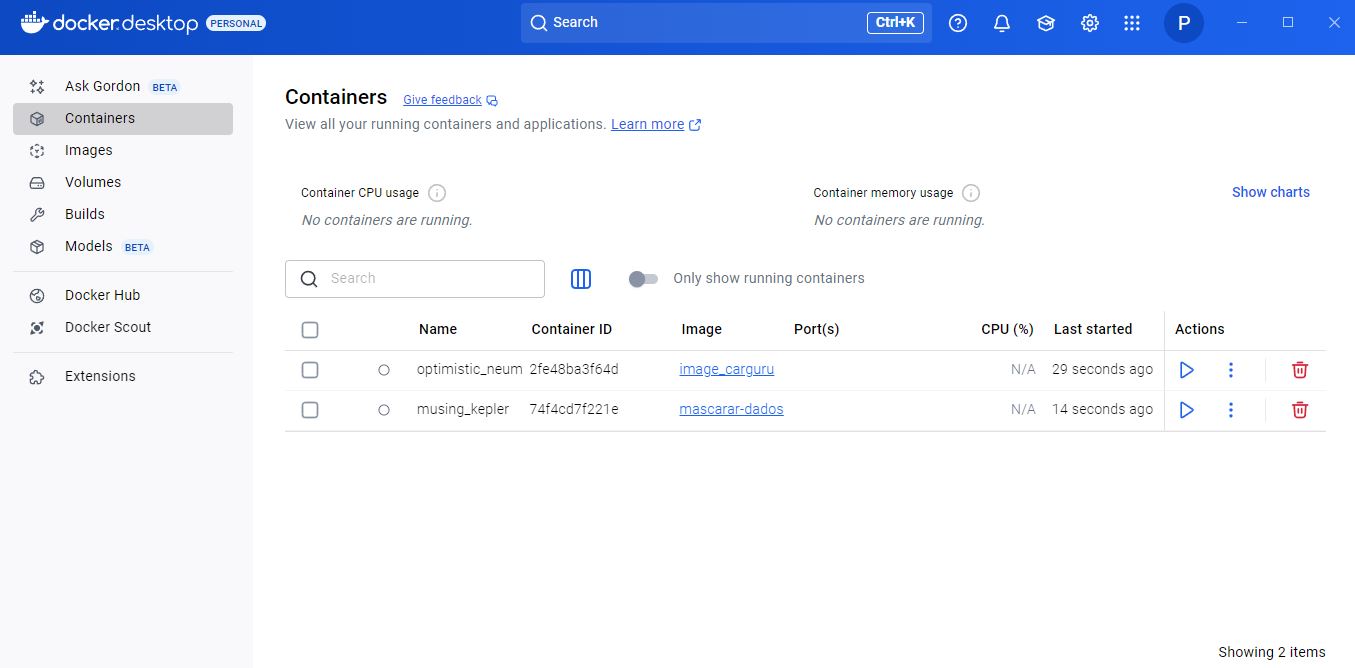 docker.desktop PERSONAL Search Ctrl+K P
Ask Gordon BETA
Containers
Images
Volumes
Builds
Models BETA
Docker Hub
Docker Scout
Extensions
Containers Give feedback
View all your running containers and applications. Learn more
Container CPU usage
No containers are running.
Container memory usage
No containers are running.
Show charts
Search
Only show running containers
Name Container ID Image Port(s) CPU (%) Last started Actions
optimistic_neum 2fe48ba3f64d image_carguru N/A 29 seconds ago
musing_kepler 74f4cd7f221e mascarar-dados N/A 14 seconds ago
Showing 2 items